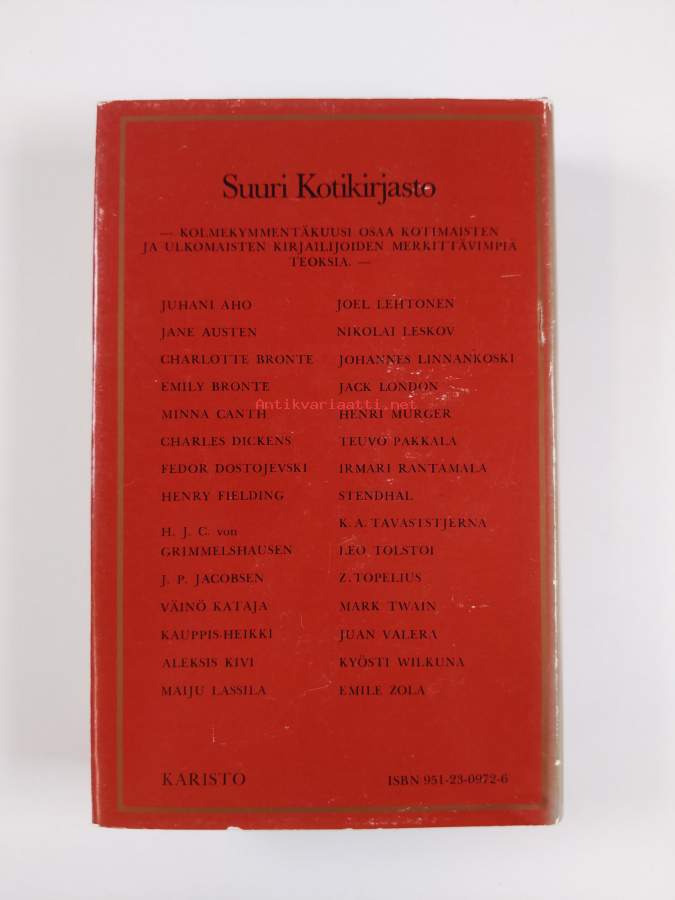 Suuri Kotikirjasto
— KOLMEKYMMENTÄKUUSI OSAA KOTIMAISTEN
JA ULKOMAISTEN KIRJAILIJOIDEN MERKITTÄVIMPIÄ
TEOKSIA. —
JUHANI AHO
JANE AUSTEN
CHARLOTTE BRONTE
EMILY BRONTE
MINNA CANTH
CHARLES DICKENS
FEDOR DOSTOJEVSKI
HENRY FIELDING
H. J. C. von
GRIMMELSHAUSEN
J. P. JACOBSEN
VÄINÖ KATAJA
KAUPPIS-HEIKKI
ALEKSIS KIVI
MAIJU LASSILA
JOEL LEHTONEN
NIKOLAI LESKOV
JOHANNES LINNANKOSKI
JACK LONDON
HENRI MURGER
TEUVO PAKKALA
IRMARI RANTAMALA
STENDHAL
K. A. TAVASTSTJERNA
LEO TOLSTOI
Z. TOPELIUS
MARK TWAIN
JUAN VALERA
KYÖSTI WILKUNA
EMILE ZOLA
Antikvariaatti.net
KARISTO
ISBN 951-23-0972-6